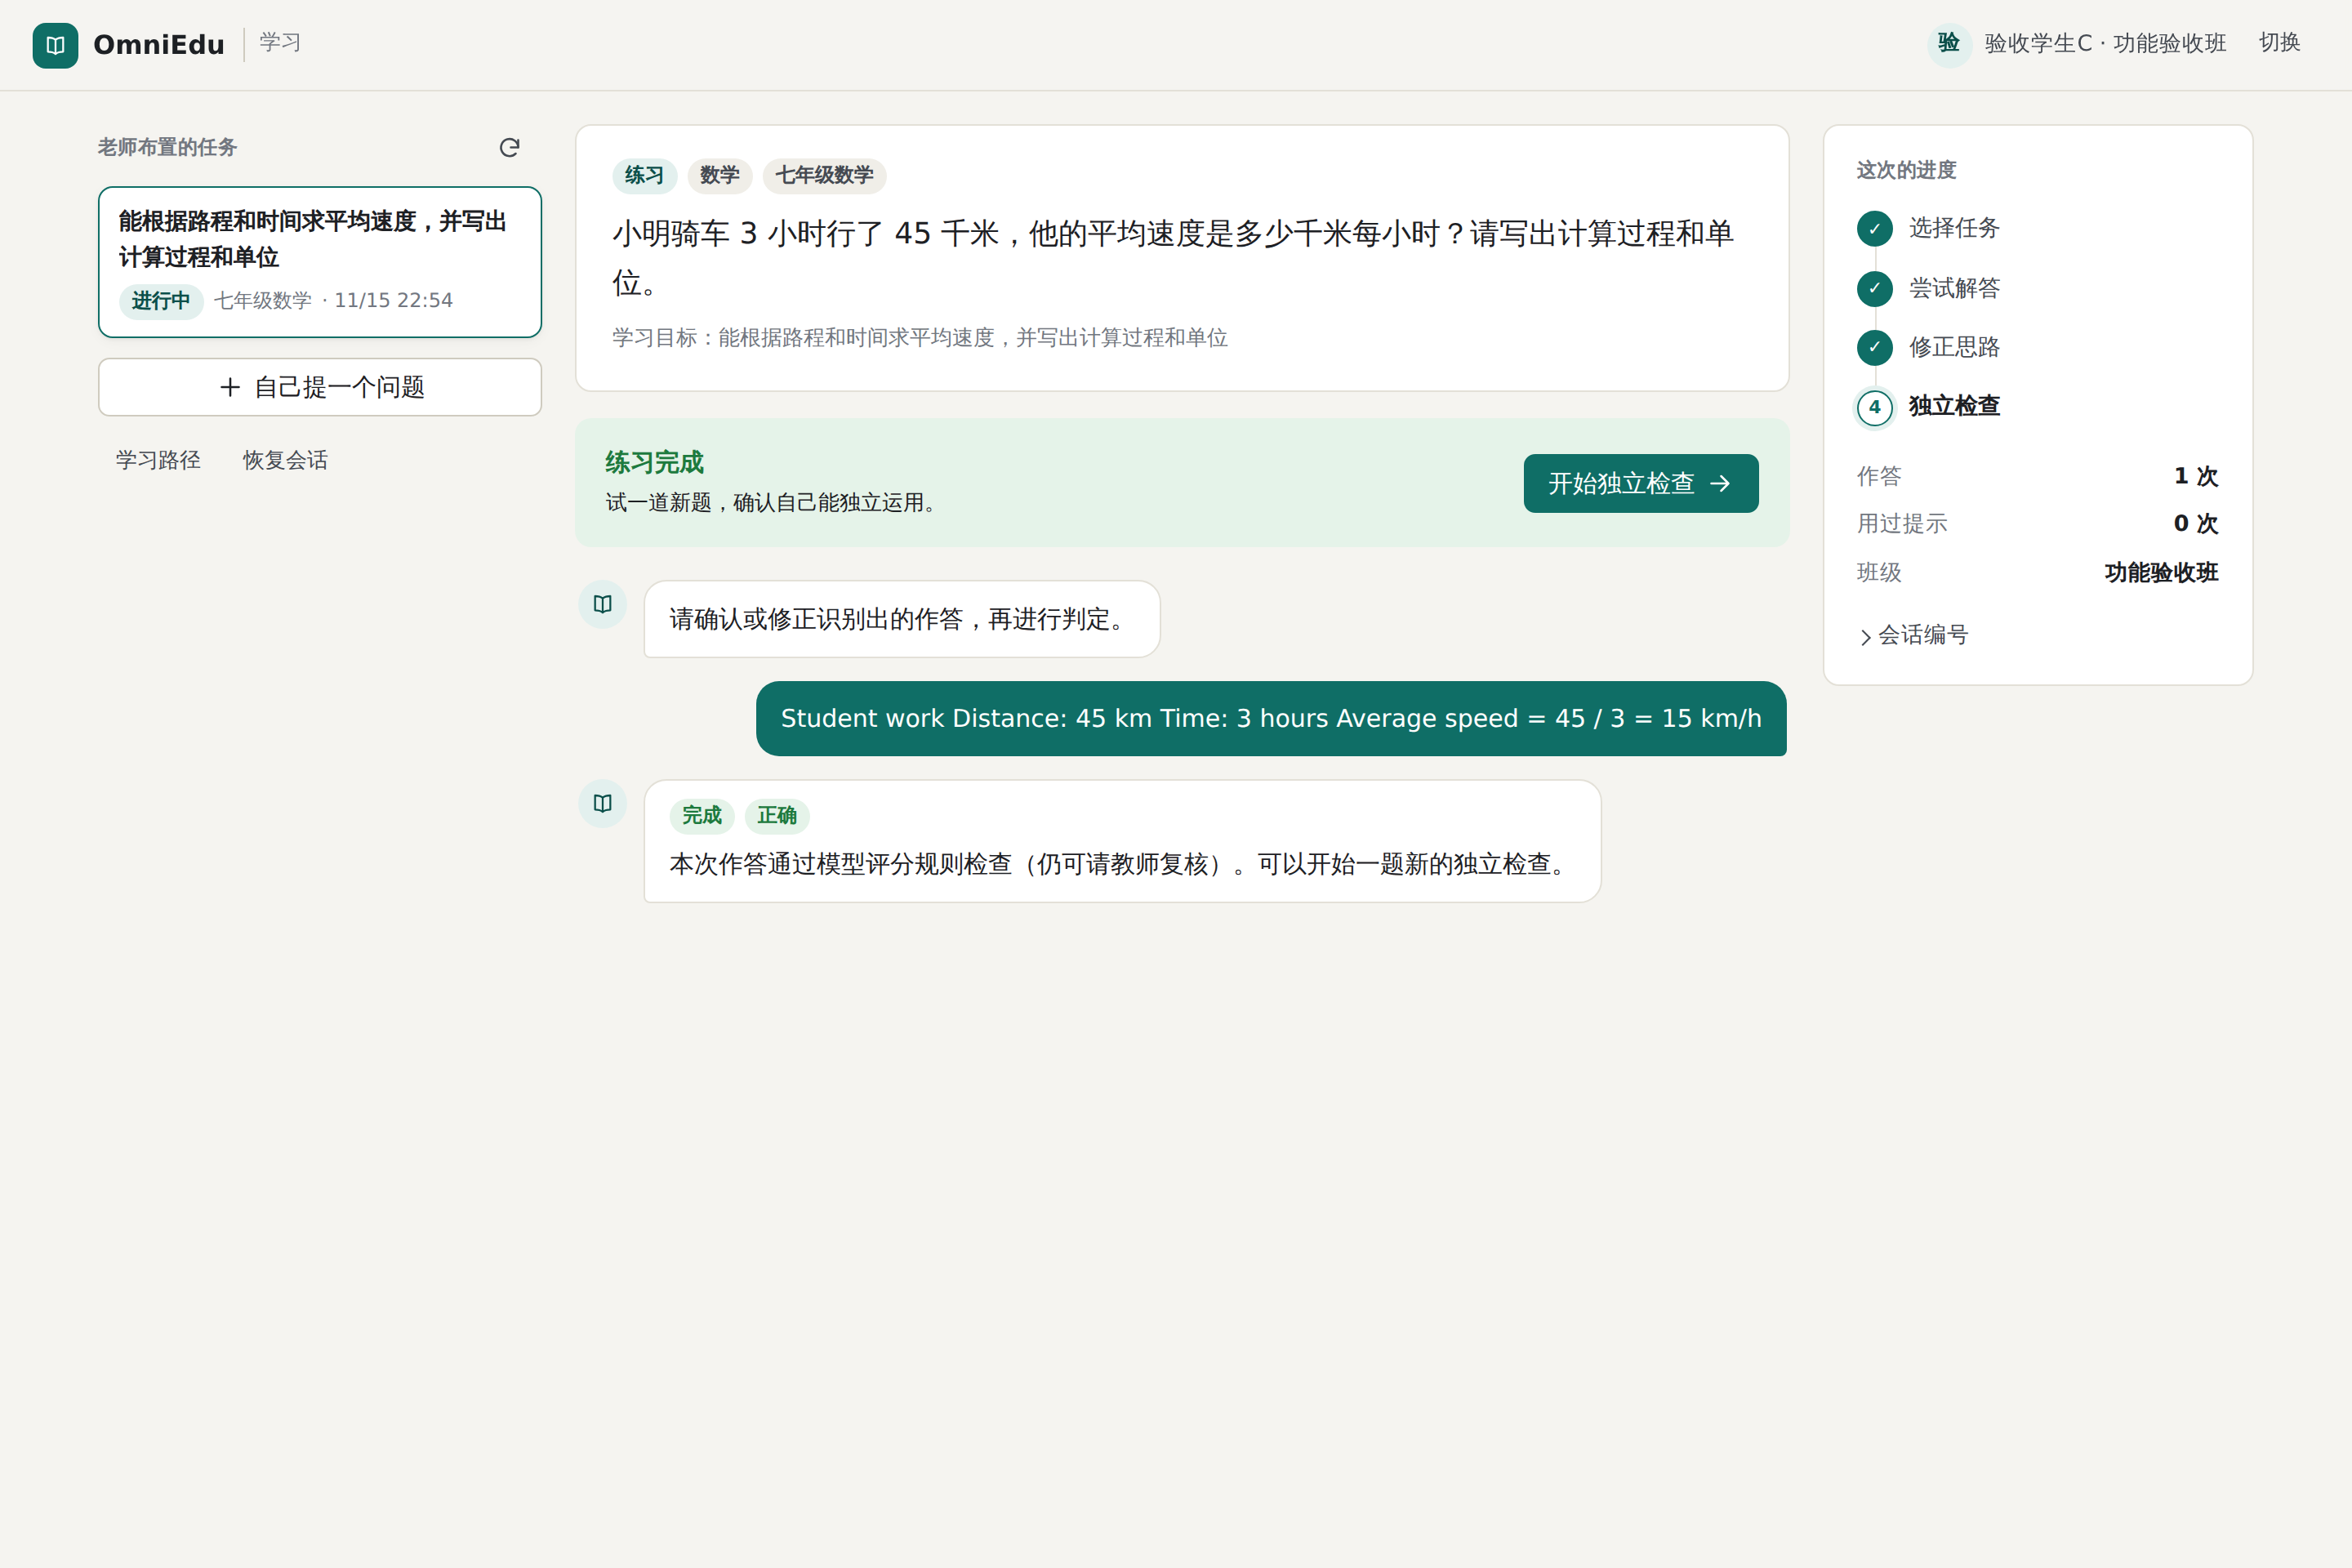 OmniEdu
学习
验
验收学生C · 功能验收班
切换
老师布置的任务
能根据路程和时间求平均速度，并写出
计算过程和单位
进行中 七年级数学 · 11/15 22:54
自己提一个问题
学习路径 恢复会话
练习 数学 七年级数学
小明骑车 3 小时行了 45 千米，他的平均速度是多少千米每小时？请写出计算过程和单
位。
学习目标：能根据路程和时间求平均速度，并写出计算过程和单位
练习完成
试一道新题，确认自己能独立运用。
开始独立检查 →
请确认或修正识别出的作答，再进行判定。
Student work Distance: 45 km Time: 3 hours Average speed = 45 / 3 = 15 km/h
完成 正确
本次作答通过模型评分规则检查（仍可请教师复核）。可以开始一题新的独立检查。
这次的进度
✓ 选择任务
✓ 尝试解答
✓ 修正思路
4 独立检查
作答 1 次
用过提示 0 次
班级 功能验收班
会话编号